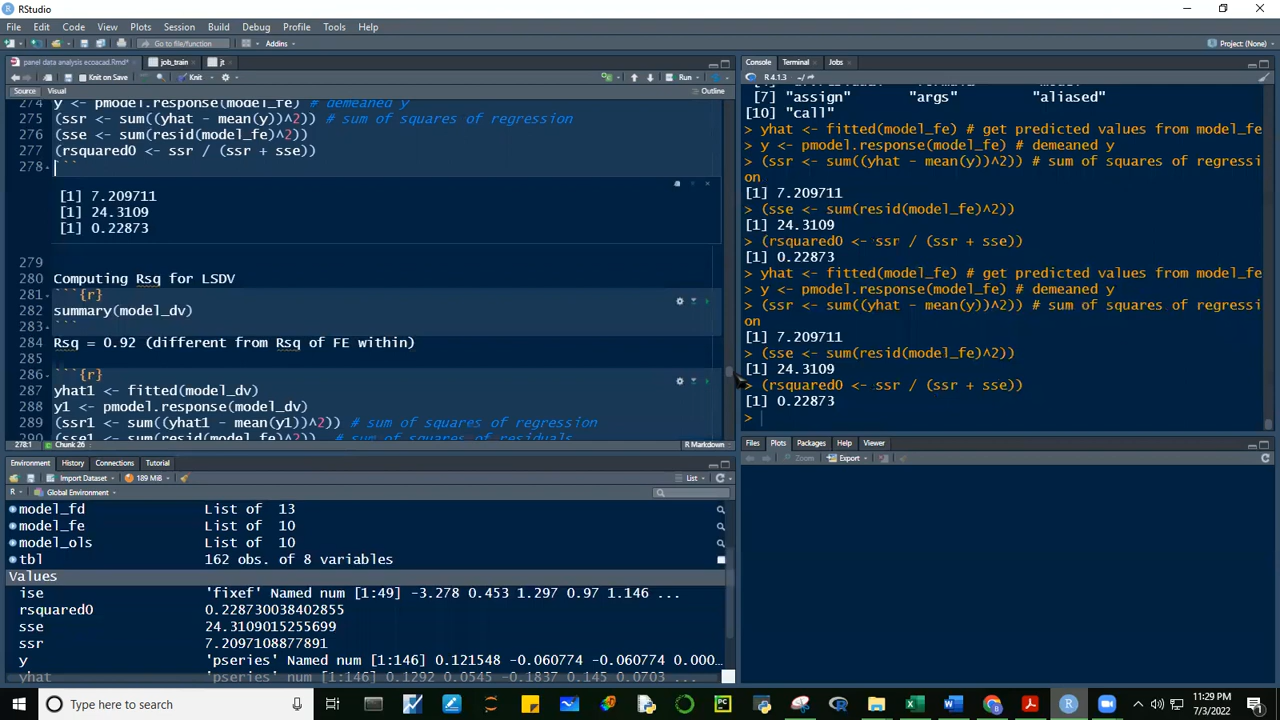 RStudio
File Edit Code View Plots Session Build Debug Profile Tools Help
Go to file/function Addins Project: (None)
panel data analysis ecoacad.Rmd* job_train jt
Knit on Save Knit Run
Source Visual Outline
274 y <- pmodel.response(model_fe) # demeaned y
275 (ssr <- sum((yhat - mean(y))^2)) # sum of squares of regression
276 (sse <- sum(resid(model_fe)^2))
277 (rsquared0 <- ssr / (ssr + sse))
278 ```
[1] 7.209711
[1] 24.3109
[1] 0.22873
279
280 Computing Rsq for LSDV
281 ```{r}
282 summary(model_dv)
283 ```
284 Rsq = 0.92 (different from Rsq of FE within)
285
286 ```{r}
287 yhat1 <- fitted(model_dv)
288 y1 <- pmodel.response(model_dv)
289 (ssr1 <- sum((yhat1 - mean(y1))^2)) # sum of squares of regression
290 (sse1 <- sum(resid(model_dv)^2)) # sum of squares of residuals
278:1 Chunk 26 R Markdown
Console Terminal Jobs
R 4.1.3
[7] "assign" "args" "aliased"
[10] "call"
> yhat <- fitted(model_fe) # get predicted values from model_fe
> y <- pmodel.response(model_fe) # demeaned y
> (ssr <- sum((yhat - mean(y))^2)) # sum of squares of regressi
on
[1] 7.209711
> (sse <- sum(resid(model_fe)^2))
[1] 24.3109
> (rsquared0 <- ssr / (ssr + sse))
[1] 0.22873
> yhat <- fitted(model_fe) # get predicted values from model_fe
> y <- pmodel.response(model_fe) # demeaned y
> (ssr <- sum((yhat - mean(y))^2)) # sum of squares of regressi
on
[1] 7.209711
> (sse <- sum(resid(model_fe)^2))
[1] 24.3109
> (rsquared0 <- ssr / (ssr + sse))
[1] 0.22873
>
Files Plots Packages Help Viewer
Zoom Export
Environment History Connections Tutorial
Import Dataset 189 MiB List
R Global Environment
model_fd List of 13
model_fe List of 10
model_ols List of 10
tbl 162 obs. of 8 variables
Values
ise 'fixef' Named num [1:49] -3.278 0.453 1.297 0.97 1.146 ...
rsquared0 0.228730038402855
sse 24.3109015255699
ssr 7.2097108877891
y 'pseries' Named num [1:146] 0.121548 -0.060774 -0.060774 0.000...
yhat 'pseries' Named num [1:146] 0.1292 0.0545 -0.1837 0.145 0.0703 ...
Type here to search
11:29 PM
7/3/2022